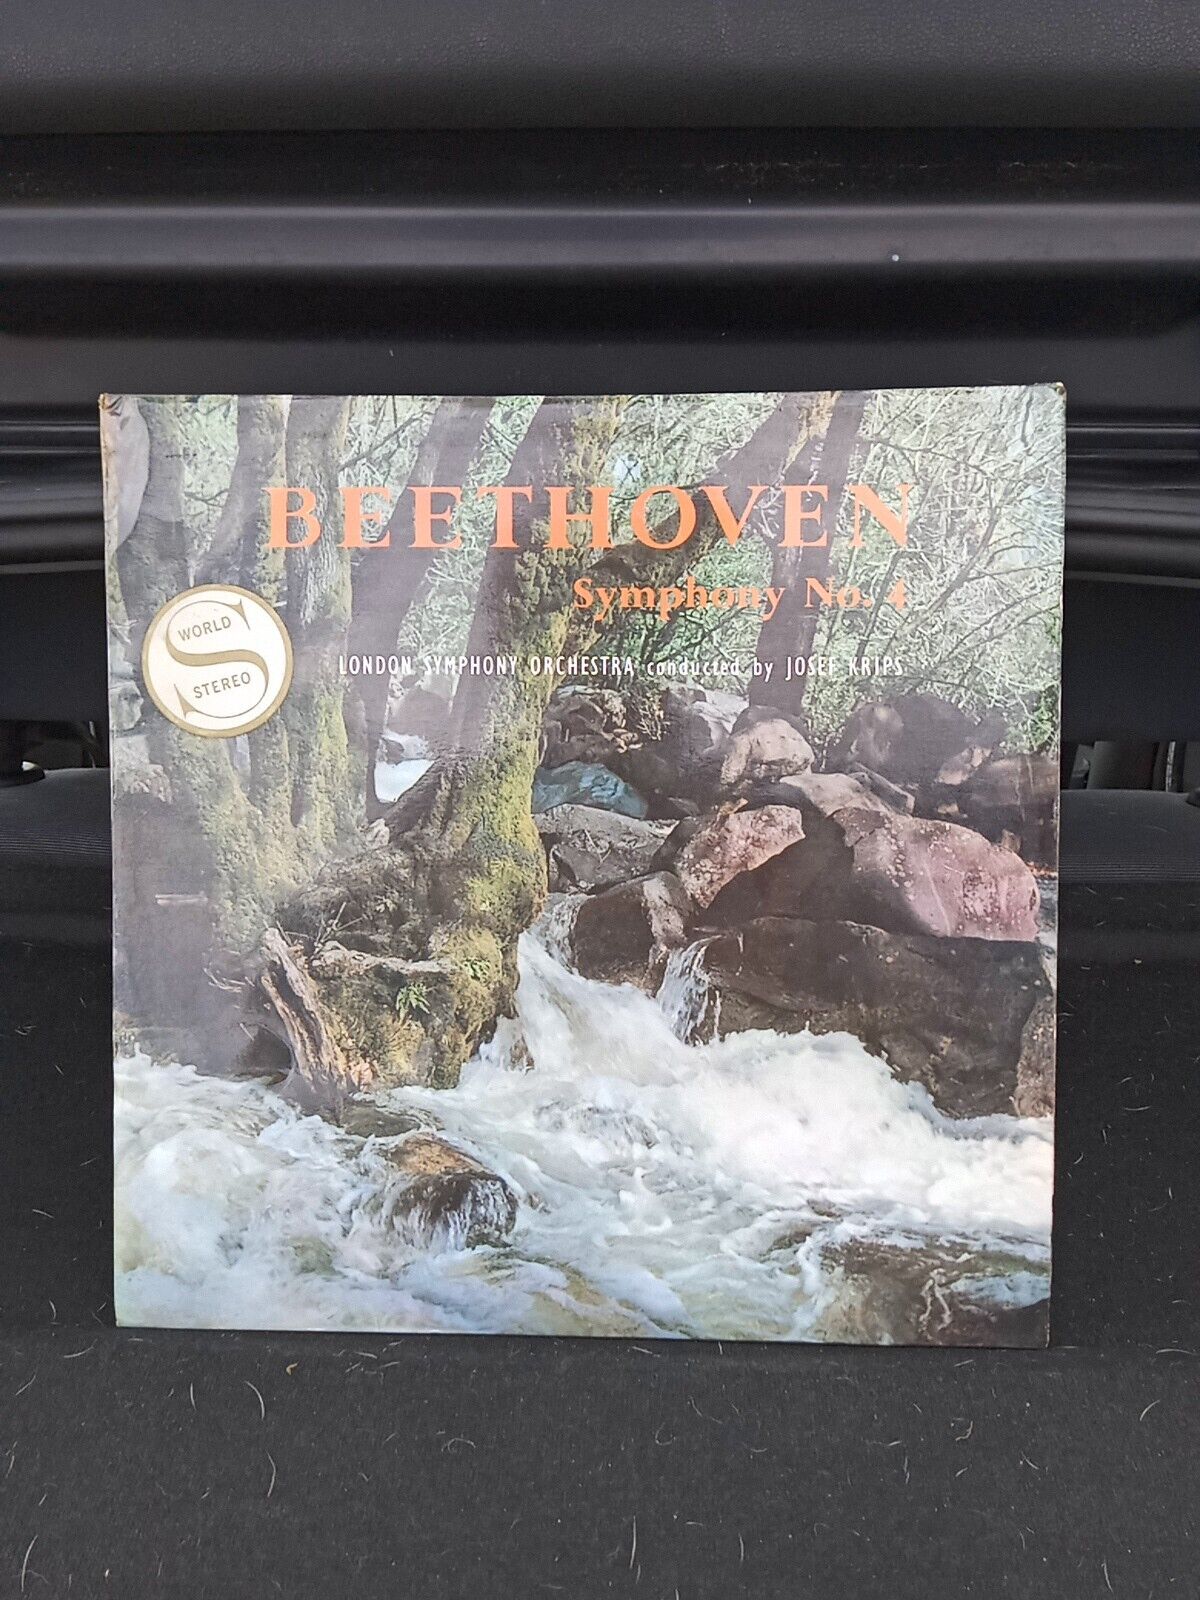 BEETHOVEN
Symphony No. 4
LONDON SYMPHONY ORCHESTRA conducted by JOSEF KRIPS
S
WORLD
STEREO